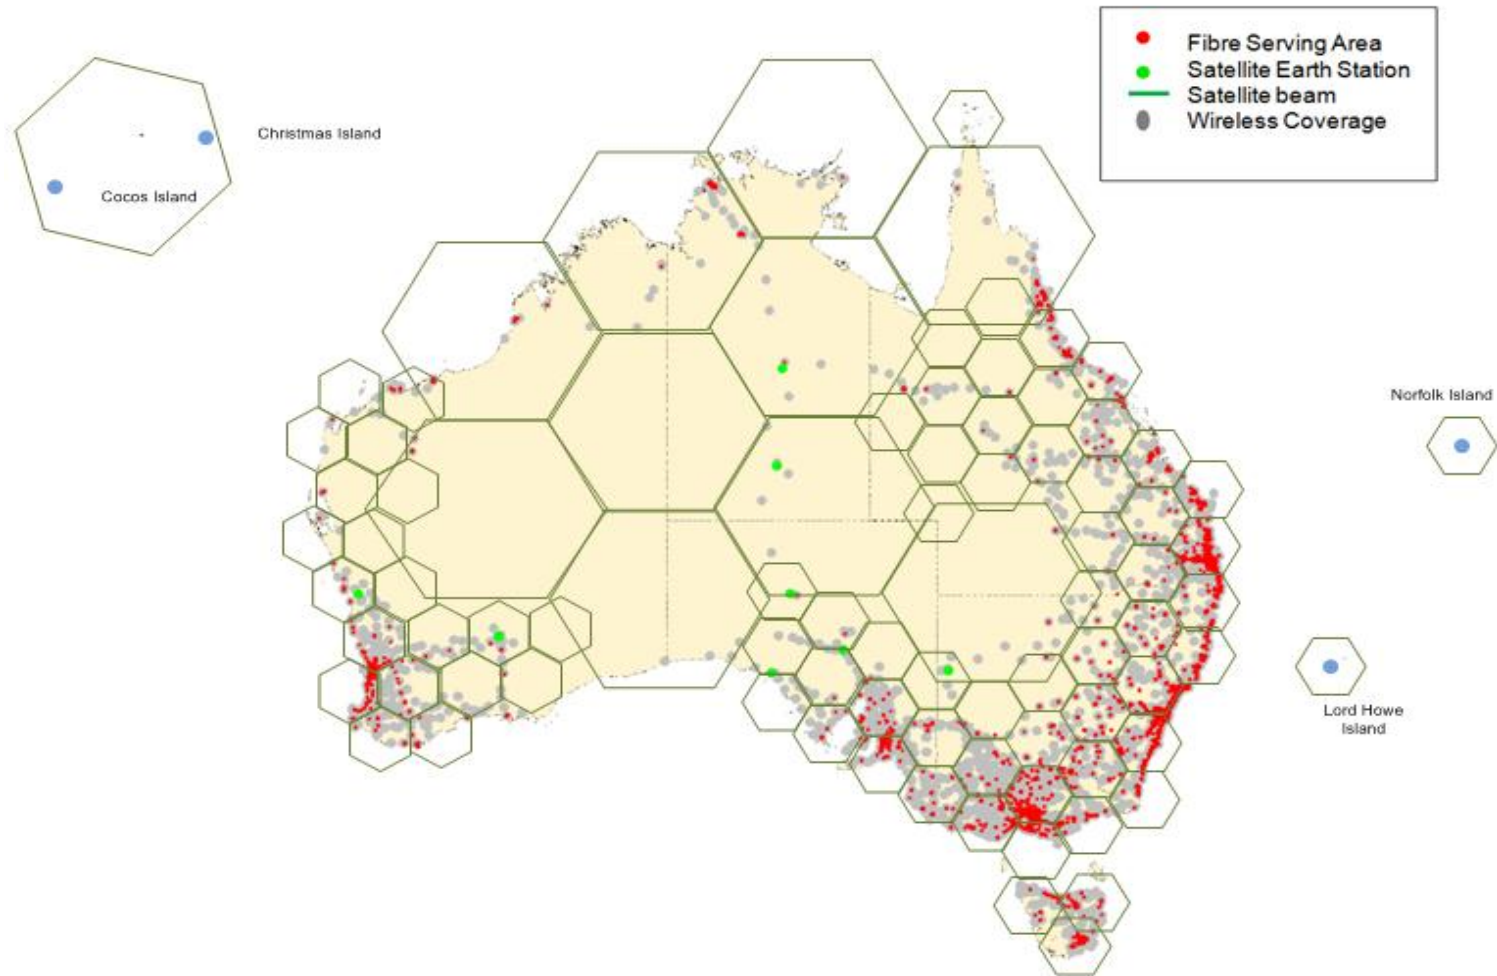 Fibre Serving Area
Satellite Earth Station
Satellite beam
Wireless Coverage
Christmas Island
Cocos Island
Norfolk Island
Lord Howe
Island